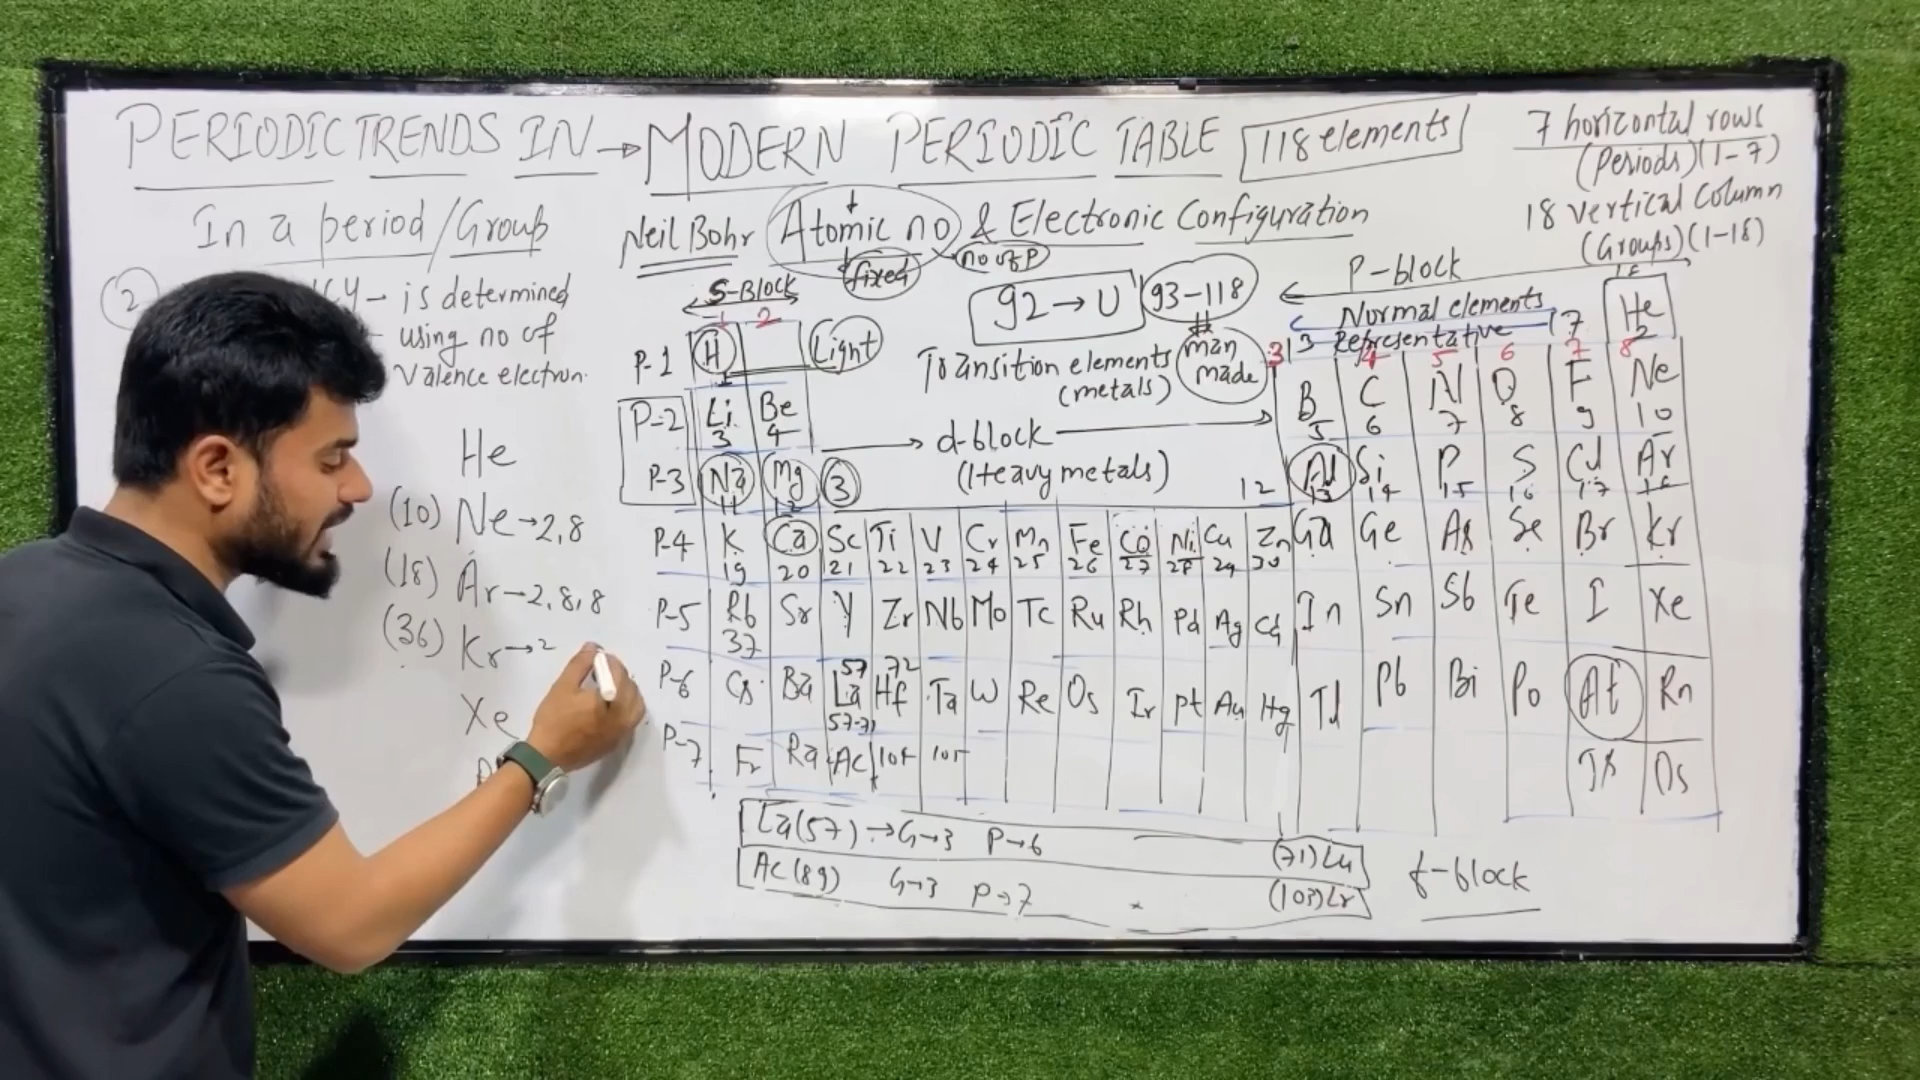 PERIODIC TRENDS IN → MODERN PERIODIC TABLE 118 elements
7 horizontal rows
(Periods) (1-7)
18 vertical column
(Groups) (1-18)
In a period/Group
Neil Bohr Atomic no & Electronic Configuration
fixed no of P
2 CY - is determined
- using no of
Valence electron.
He
(10) Ne → 2,8
(18) Ar → 2,8,8
(36) Kr → 2
Xe
S-Block
1 2
92 → U 93-118
man made
P-block
Normal elements
Representative
Transition elements
(metals)
Light
3 13 4 5 6 7 17 8 18
P-1 H 1 He 2
P-2 Li 3 Be 4 B 5 C 6 N 7 O 8 F 9 Ne 10
→ d-block →
(Heavy metals)
P-3 Na 11 Mg 12 3 12 Al 13 Si 14 P 15 S 16 Cl 17 Ar 18
P-4 K 19 Ca 20 Sc 21 Ti 22 V 23 Cr 24 Mn 25 Fe 26 Co 27 Ni 28 Cu 29 Zn 30 Ga Ge As Se Br Kr
P-5 Rb 37 Sr Y Zr Nb Mo Tc Ru Rh Pd Ag Cd In Sn Sb Te I Xe
P-6 Cs Ba 57 La 57-71 72 Hf Ta W Re Os Ir Pt Au Hg Tl Pb Bi Po At Rn
P-7 Fr Ra Ac 104 105 Ts Os
La(57) → G→3 P→6 (71)Lu
Ac(89) G→3 P→7 (103)Lr
f-block